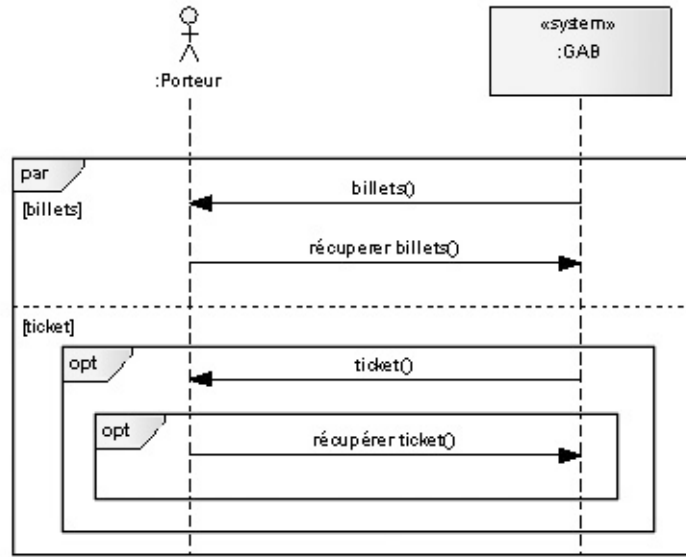 «system»
:GAB
:Porteur
par
billets()
[billets]
récuperer billets()
[ticket]
opt
ticket()
opt
récupérer ticket()